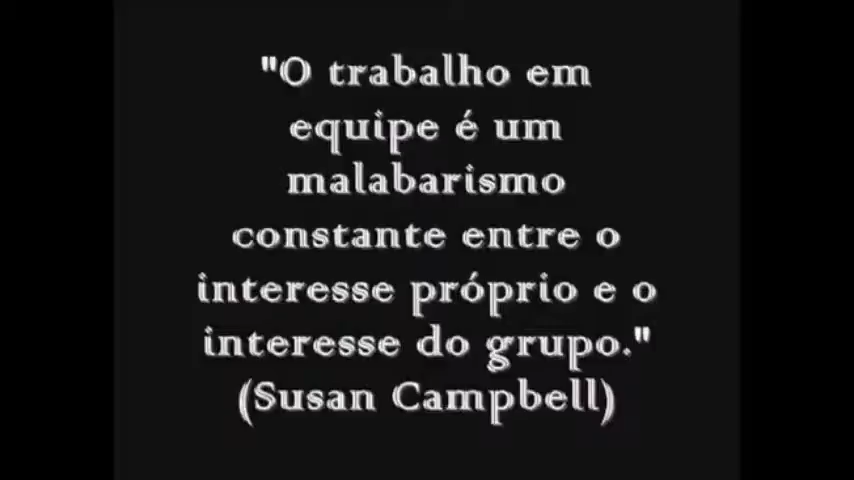 "O trabalho em
equipe é um
malabarismo
constante entre o
interesse próprio e o
interesse do grupo."
(Susan Campbell)